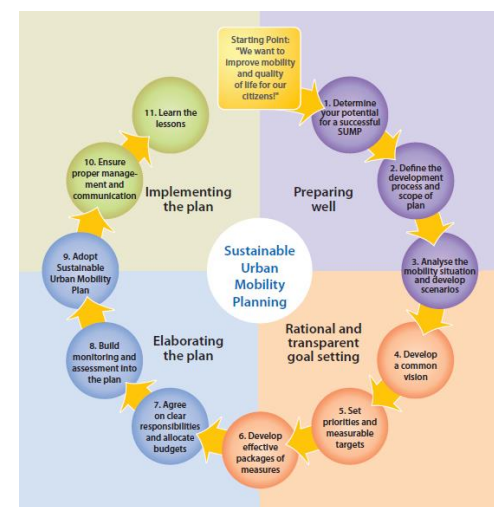 Starting Point:
"We want to
improve mobility
and quality
of life for our
citizens!"
1. Determine
your potential
for a successful
SUMP
2. Define the
development
process and
scope of
plan
3. Analyse the
mobility situation
and develop
scenarios
4. Develop
a common
vision
5. Set
priorities and
measurable
targets
6. Develop
effective
packages of
measures
7. Agree
on clear
responsibilities
and allocate
budgets
8. Build
monitoring and
assessment into
the plan
9. Adopt
Sustainable
Urban Mobility
Plan
10. Ensure
proper manage-
ment and
communication
11. Learn the
lessons
Implementing
the plan
Preparing
well
Sustainable
Urban
Mobility
Planning
Elaborating
the plan
Rational and
transparent
goal setting